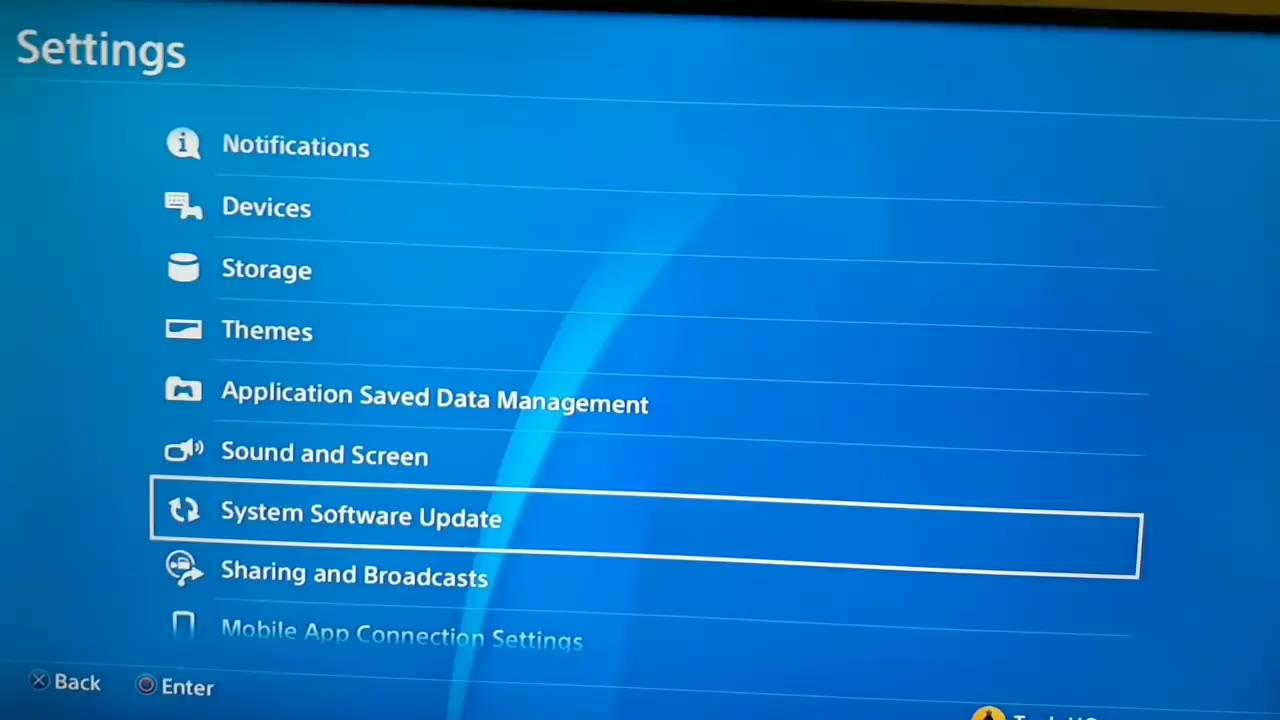 Settings
Notifications
Devices
Storage
Themes
Application Saved Data Management
Sound and Screen
System Software Update
Sharing and Broadcasts
Mobile App Connection Settings
Back
Enter